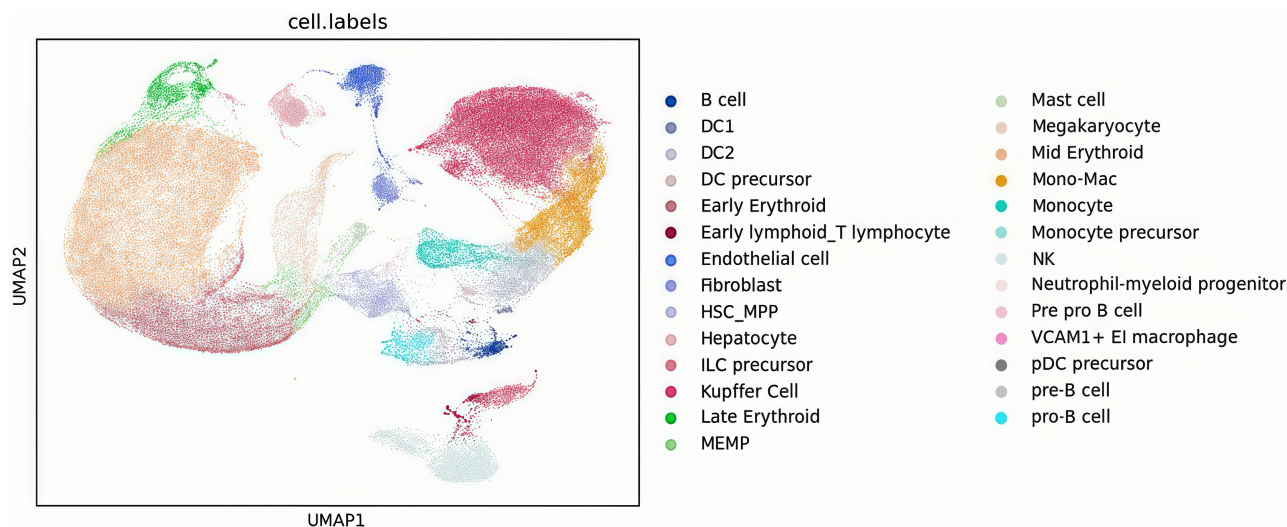 cell.labels
UMAP2
UMAP1
B cell
DC1
DC2
DC precursor
Early Erythroid
Early lymphoid_T lymphocyte
Endothelial cell
Fibroblast
HSC_MPP
Hepatocyte
ILC precursor
Kupffer Cell
Late Erythroid
MEMP
Mast cell
Megakaryocyte
Mid Erythroid
Mono-Mac
Monocyte
Monocyte precursor
NK
Neutrophil-myeloid progenitor
Pre pro B cell
VCAM1+ EI macrophage
pDC precursor
pre-B cell
pro-B cell